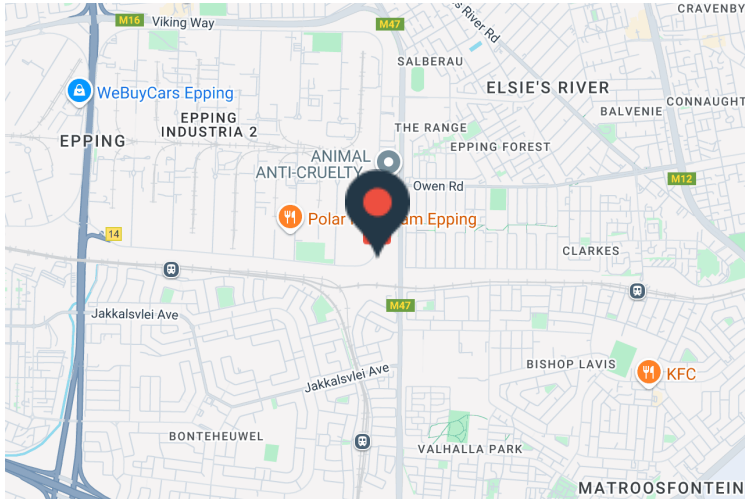 M16
Viking Way
M47
s River Rd
CRAVENBY
SALBERAU
ELSIE'S RIVER
WeBuyCars Epping
CONNAUGHT
BALVENIE
EPPING
INDUSTRIA 2
THE RANGE
EPPING
EPPING FOREST
ANIMAL
ANTI-CRUELTY
M12
Owen Rd
Polar
am Epping
14
CLARKES
M47
Jakkalsvlei Ave
BISHOP LAVIS
KFC
Jakkalsvlei Ave
BONTEHEUWEL
VALHALLA PARK
MATROOSFONTEIN